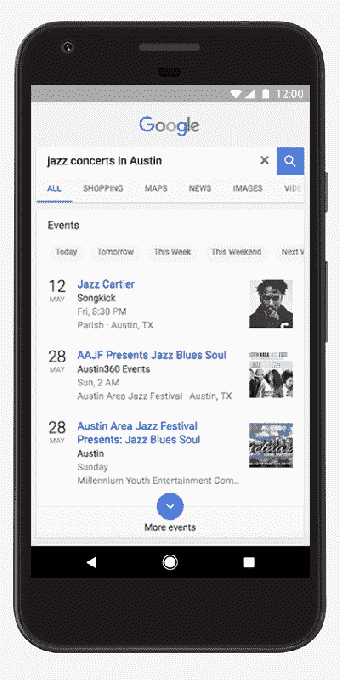 12:00
Google
jazz concerts in Austin
ALL SHOPPING MAPS NEWS IMAGES VID
Events
Today Tomorrow This Week This Weekend Next W
12 MAY
Jazz Cartier
Songkick
Fri, 8:30 PM
Parish · Austin, TX
28 MAY
AAJF Presents Jazz Blues Soul
Austin360 Events
Sun, 2 AM
Austin Area Jazz Festival · Austin, TX
28 MAY
Austin Area Jazz Festival
Presents: Jazz Blues Soul
Austin
Sunday
Millennium Youth Entertainment Com...
More events